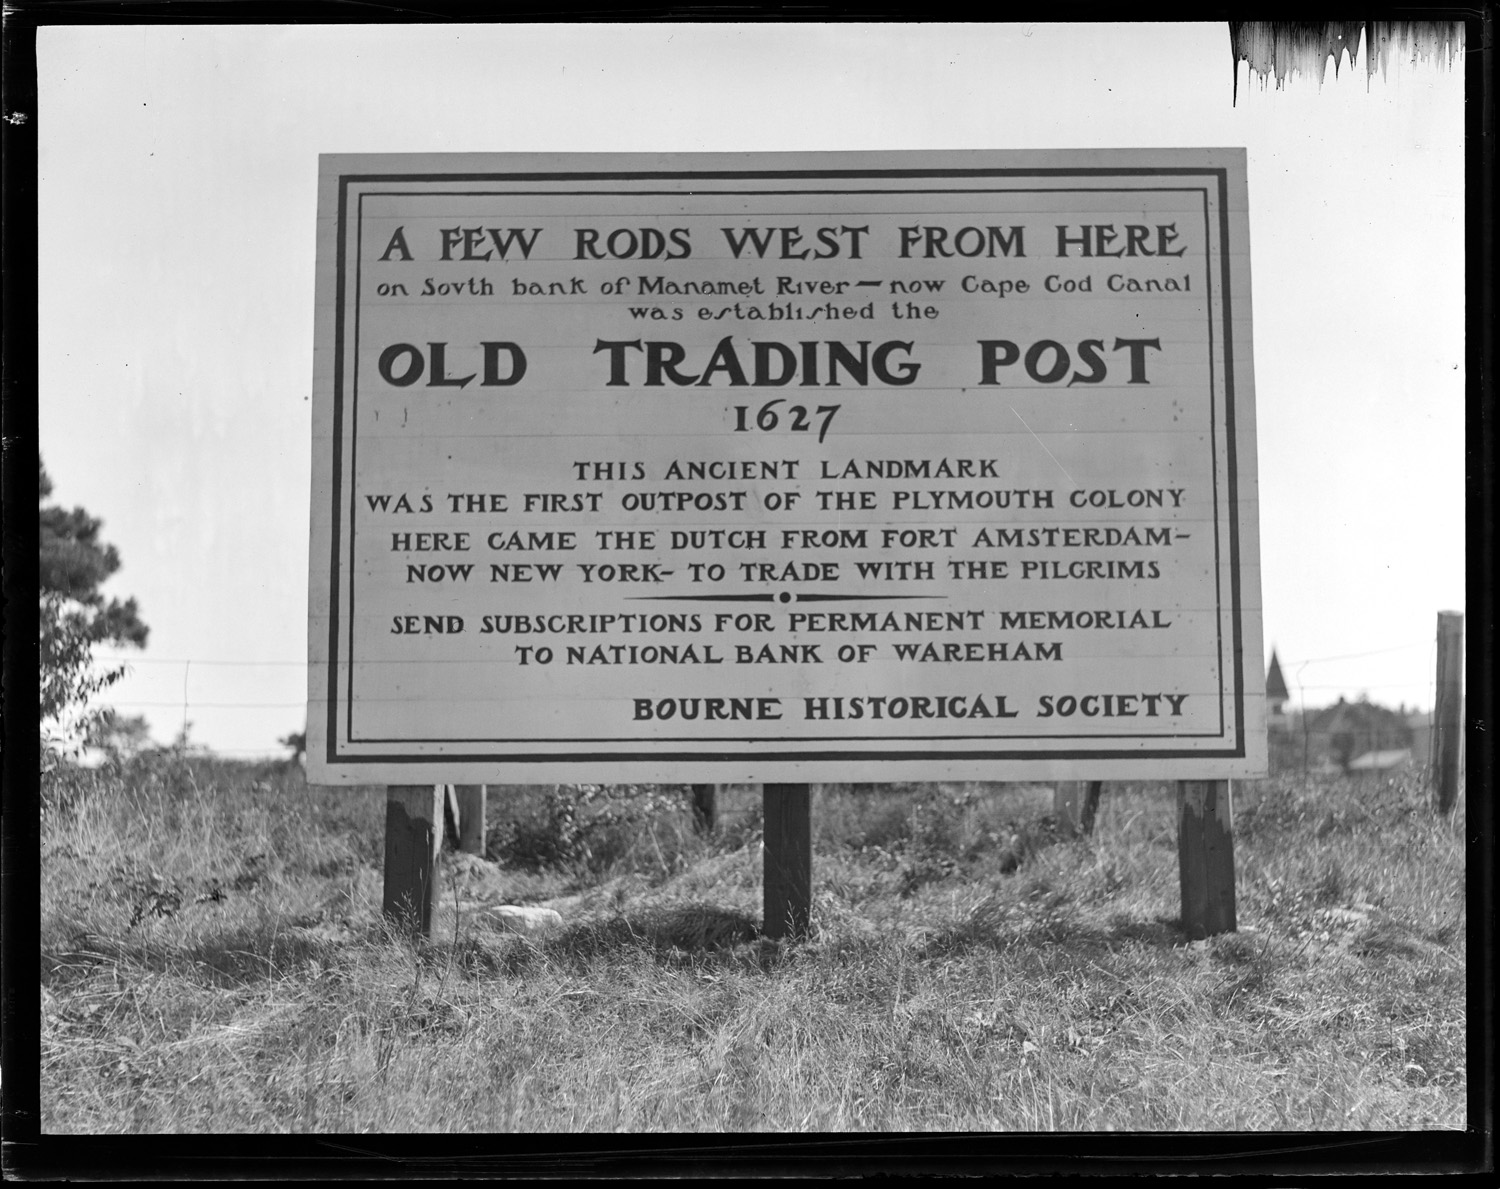 A FEW RODS WEST FROM HERE
on Sovth bank of Manamet River — now Cape Cod Canal
was established the
OLD TRADING POST
1627
THIS ANCIENT LANDMARK
WAS THE FIRST OUTPOST OF THE PLYMOUTH COLONY
HERE CAME THE DUTCH FROM FORT AMSTERDAM-
NOW NEW YORK- TO TRADE WITH THE PILGRIMS
SEND SUBSCRIPTIONS FOR PERMANENT MEMORIAL
TO NATIONAL BANK OF WAREHAM
BOURNE HISTORICAL SOCIETY